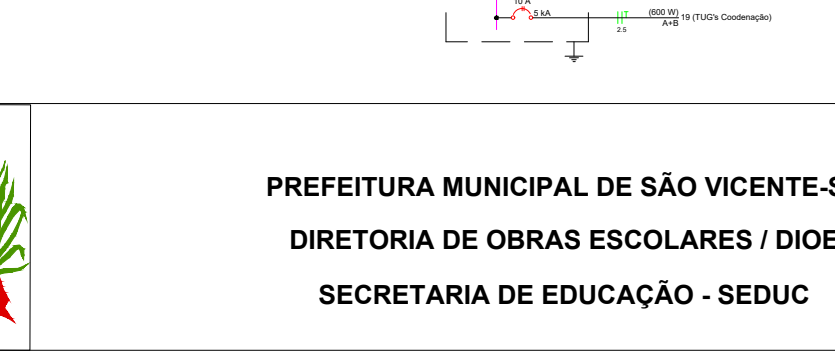 10 A
5 kA
(600 W) 19 (TUG's Coodenação)
A+B
2.5
PREFEITURA MUNICIPAL DE SÃO VICENTE-S
DIRETORIA DE OBRAS ESCOLARES / DIOE
SECRETARIA DE EDUCAÇÃO - SEDUC